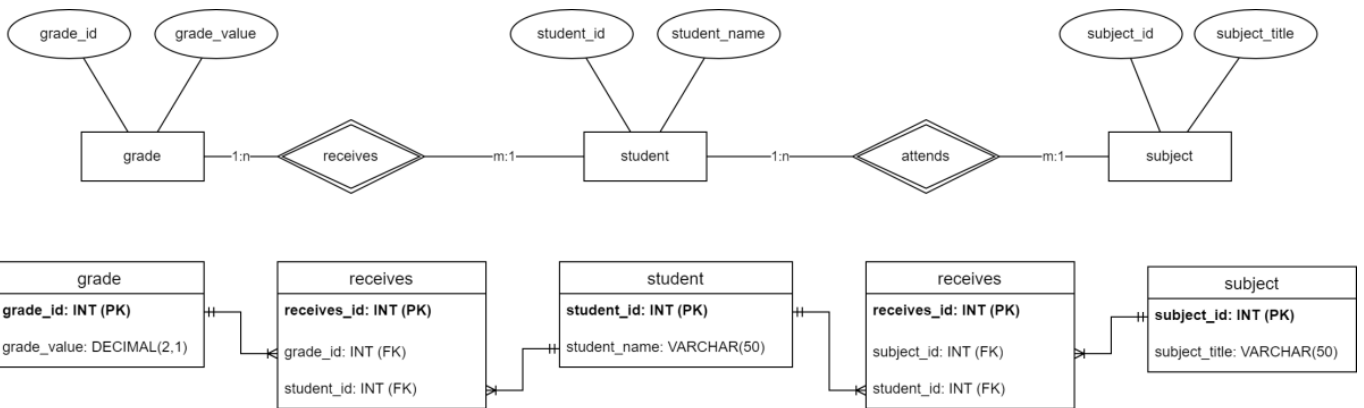 grade_id
grade_value
student_id
student_name
subject_id
subject_title
grade
1:n
receives
m:1
student
1:n
attends
m:1
subject
grade
grade_id: INT (PK)
grade_value: DECIMAL(2,1)
receives
receives_id: INT (PK)
grade_id: INT (FK)
student_id: INT (FK)
student
student_id: INT (PK)
student_name: VARCHAR(50)
receives
receives_id: INT (PK)
subject_id: INT (FK)
student_id: INT (FK)
subject
subject_id: INT (PK)
subject_title: VARCHAR(50)